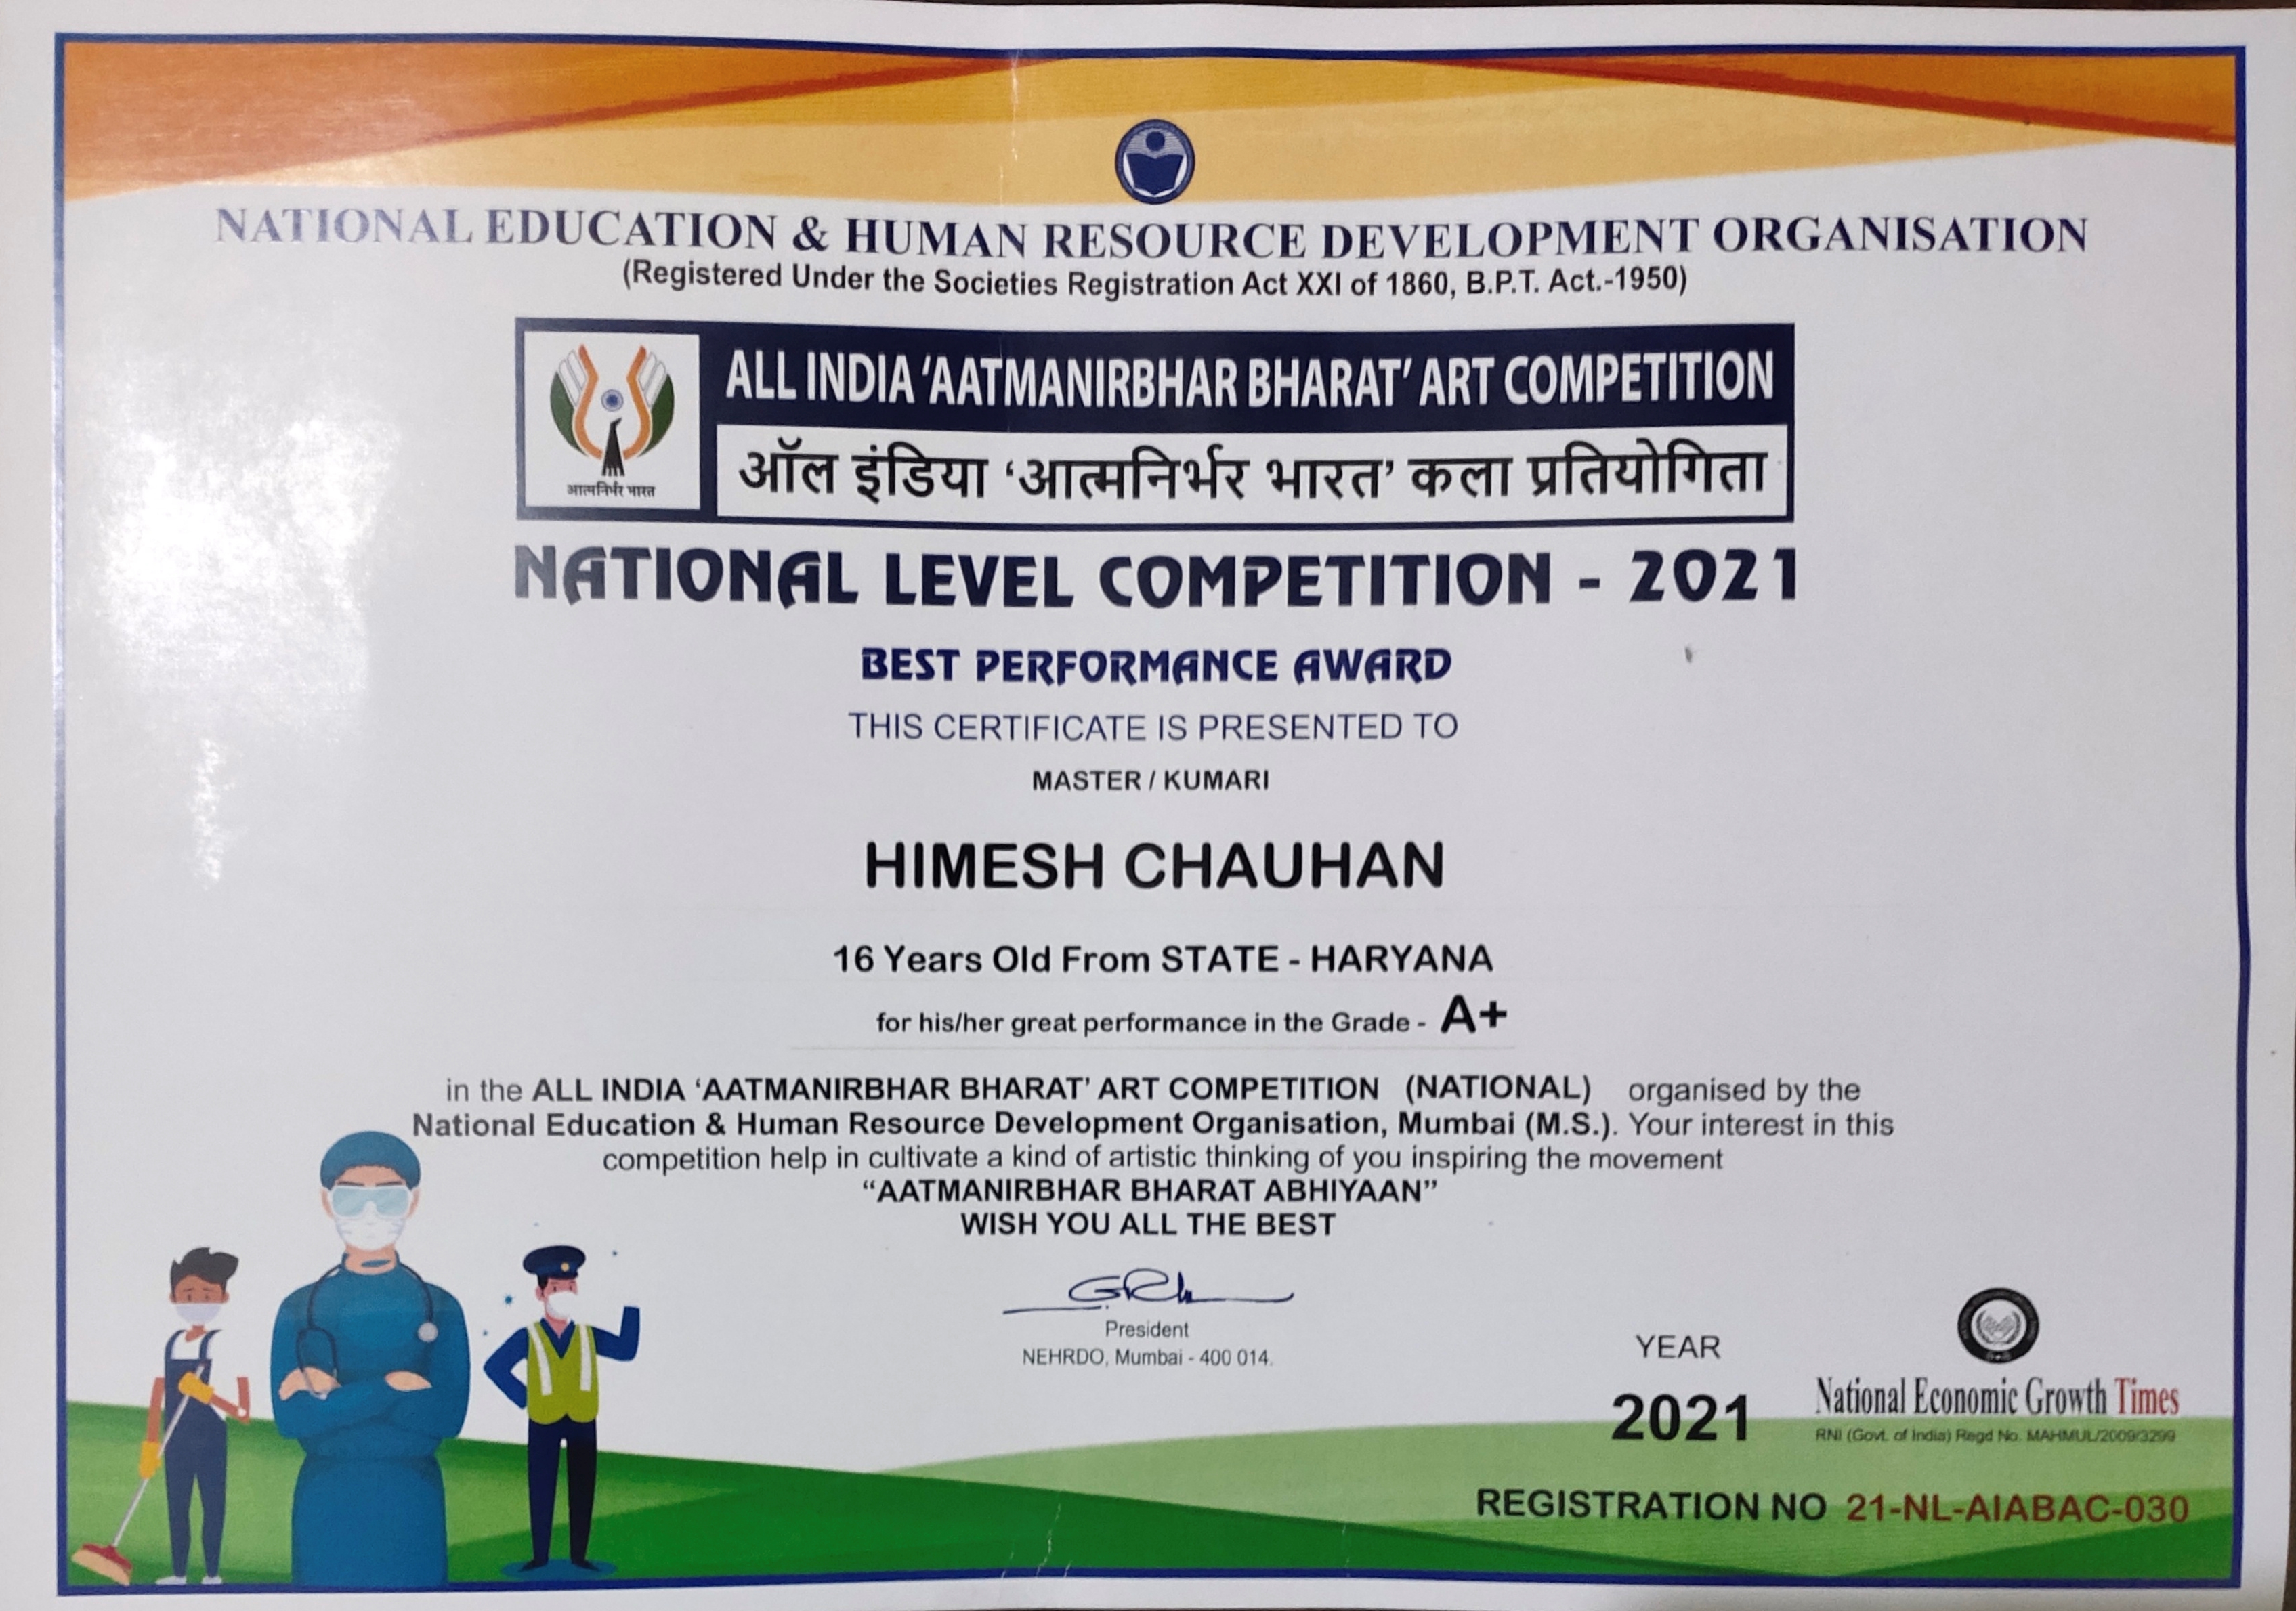 NATIONAL EDUCATION & HUMAN RESOURCE DEVELOPMENT ORGANISATION
(Registered Under the Societies Registration Act XXI of 1860, B.P.T. Act.-1950)
आत्मनिर्भर भारत
ALL INDIA ‘AATMANIRBHAR BHARAT’ ART COMPETITION
ऑल इंडिया ‘आत्मनिर्भर भारत’ कला प्रतियोगिता
NATIONAL LEVEL COMPETITION - 2021
BEST PERFORMANCE AWARD
THIS CERTIFICATE IS PRESENTED TO
MASTER / KUMARI
HIMESH CHAUHAN
16 Years Old From STATE - HARYANA
for his/her great performance in the Grade - A+
in the ALL INDIA ‘AATMANIRBHAR BHARAT’ ART COMPETITION (NATIONAL) organised by the
National Education & Human Resource Development Organisation, Mumbai (M.S.). Your interest in this
competition help in cultivate a kind of artistic thinking of you inspiring the movement
“AATMANIRBHAR BHARAT ABHIYAAN”
WISH YOU ALL THE BEST
President
NEHRDO, Mumbai - 400 014.
YEAR
2021
National Economic Growth Times
RNI (Govt. of India) Regd No. MAHMUL/2009/3299
REGISTRATION NO 21-NL-AIABAC-030